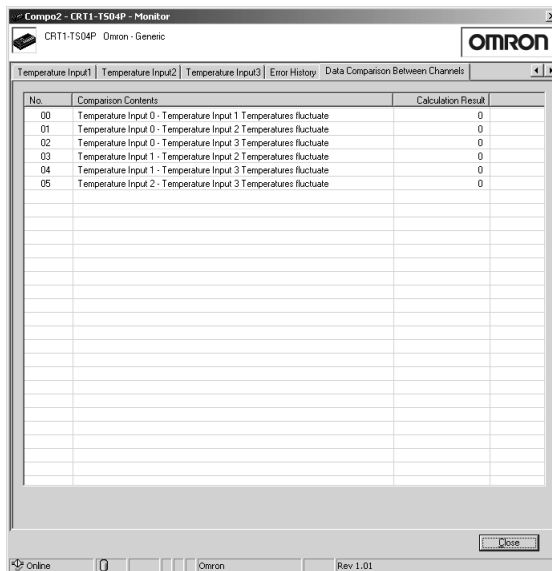 Compo2 - CRT1-TS04P - Monitor
CRT1-TS04P Omron - Generic
OMRON
Temperature Input1 Temperature Input2 Temperature Input3 Error History Data Comparison Between Channels
No. Comparison Contents Calculation Result
00 Temperature Input 0 - Temperature Input 1 Temperatures fluctuate 0
01 Temperature Input 0 - Temperature Input 2 Temperatures fluctuate 0
02 Temperature Input 0 - Temperature Input 3 Temperatures fluctuate 0
03 Temperature Input 1 - Temperature Input 2 Temperatures fluctuate 0
04 Temperature Input 1 - Temperature Input 3 Temperatures fluctuate 0
05 Temperature Input 2 - Temperature Input 3 Temperatures fluctuate 0
Close
Online Omron Rev 1.01